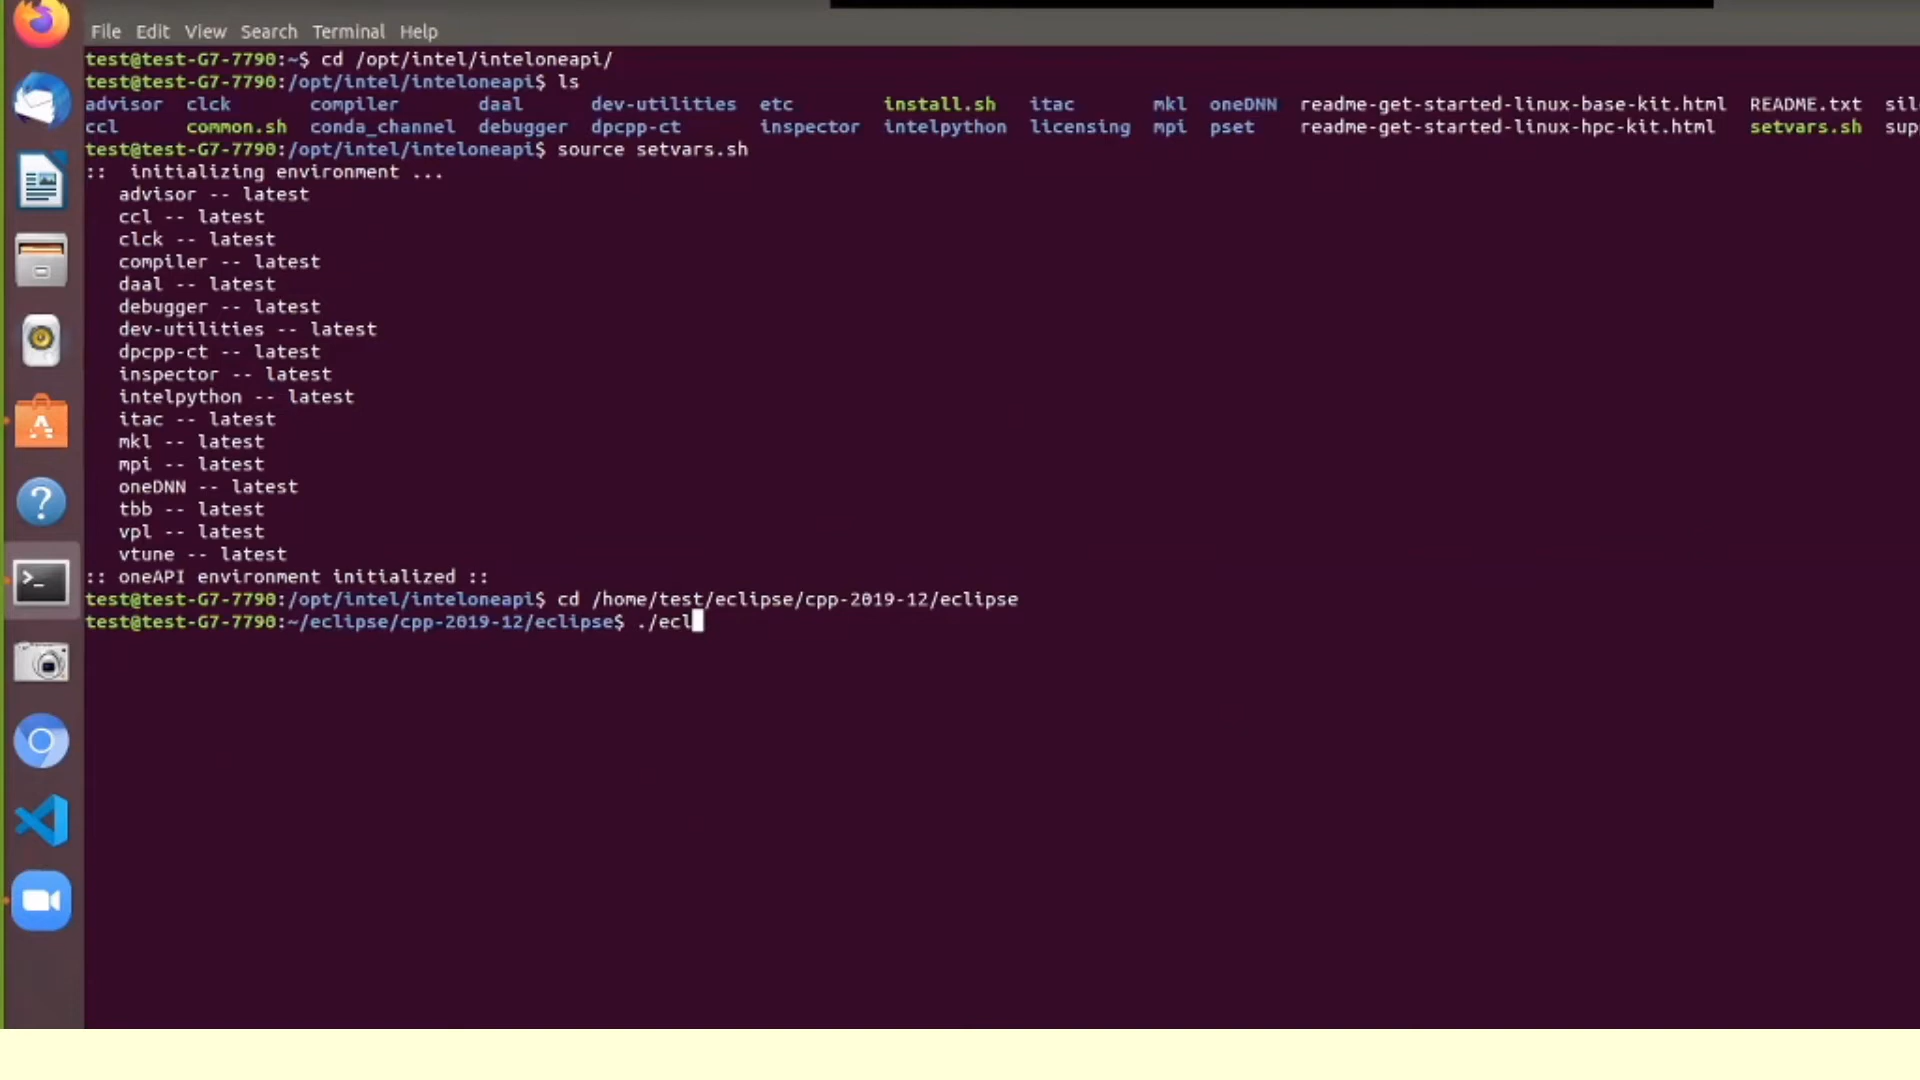 File Edit View Search Terminal Help
test@test-G7-7790:~$ cd /opt/intel/inteloneapi/
test@test-G7-7790:/opt/intel/inteloneapi$ ls
advisor clck compiler daal dev-utilities etc install.sh itac mkl oneDNN readme-get-started-linux-base-kit.html README.txt
ccl common.sh conda_channel debugger dpcpp-ct inspector intelpython licensing mpi pset readme-get-started-linux-hpc-kit.html setvars.sh
test@test-G7-7790:/opt/intel/inteloneapi$ source setvars.sh
:: initializing environment ...
advisor -- latest
ccl -- latest
clck -- latest
compiler -- latest
daal -- latest
debugger -- latest
dev-utilities -- latest
dpcpp-ct -- latest
inspector -- latest
intelpython -- latest
itac -- latest
mkl -- latest
mpi -- latest
oneDNN -- latest
tbb -- latest
vpl -- latest
vtune -- latest
:: oneAPI environment initialized ::
test@test-G7-7790:/opt/intel/inteloneapi$ cd /home/test/eclipse/cpp-2019-12/eclipse
test@test-G7-7790:~/eclipse/cpp-2019-12/eclipse$ ./ecl